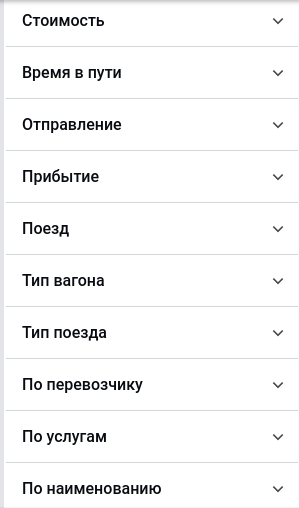 Стоимость
Время в пути
Отправление
Прибытие
Поезд
Тип вагона
Тип поезда
По перевозчику
По услугам
По наименованию